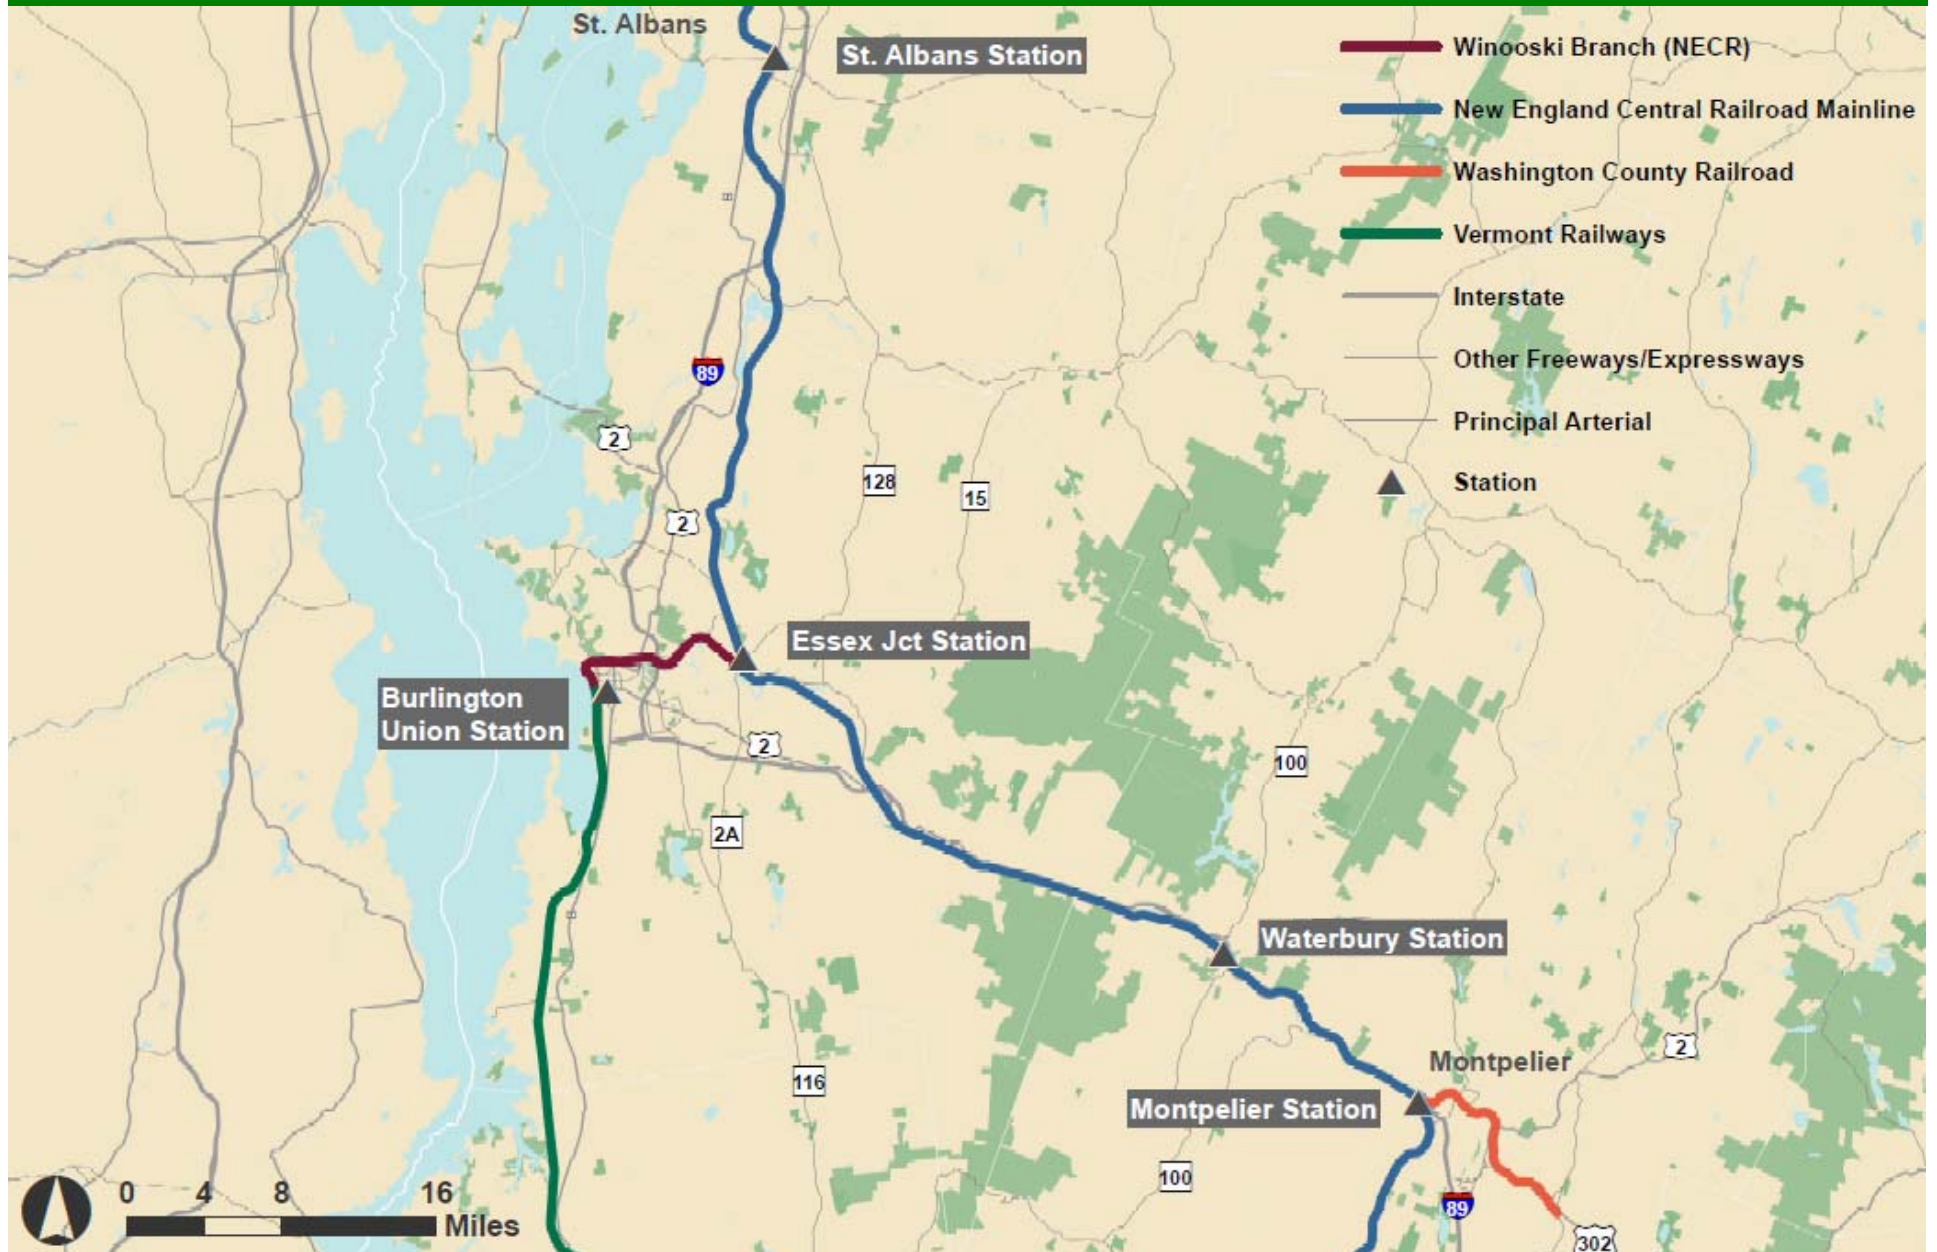 St. Albans
St. Albans Station
Winooski Branch (NECR)
New England Central Railroad Mainline
Washington County Railroad
Vermont Railways
Interstate
Other Freeways/Expressways
Principal Arterial
Station
89
2
128
15
2
Essex Jct Station
Burlington
Union Station
2
100
2A
Waterbury Station
2
Montpelier
116
Montpelier Station
100
89
302
0 4 8 16
Miles